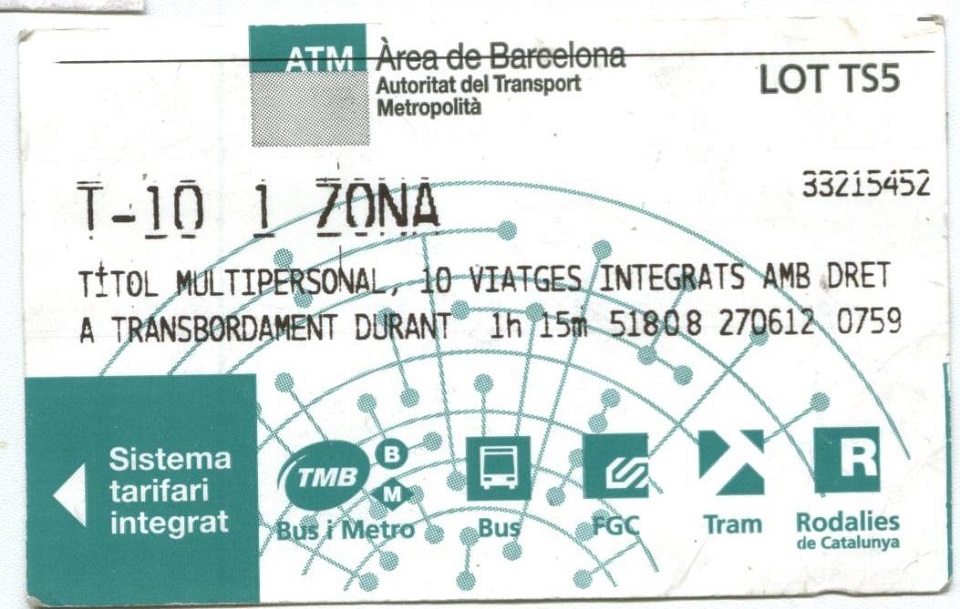 ATM Àrea de Barcelona
Autoritat del Transport
Metropolità
LOT TS5
33215452
T-10 1 ZONA
TÍTOL MULTIPERSONAL, 10 VIATGES INTEGRATS AMB DRET
A TRANSBORDAMENT DURANT 1h 15m 51808 270612 0759
Sistema
tarifari
integrat
TMB B M
Bus i Metro
Bus
FGC
Tram
R
Rodalies
de Catalunya